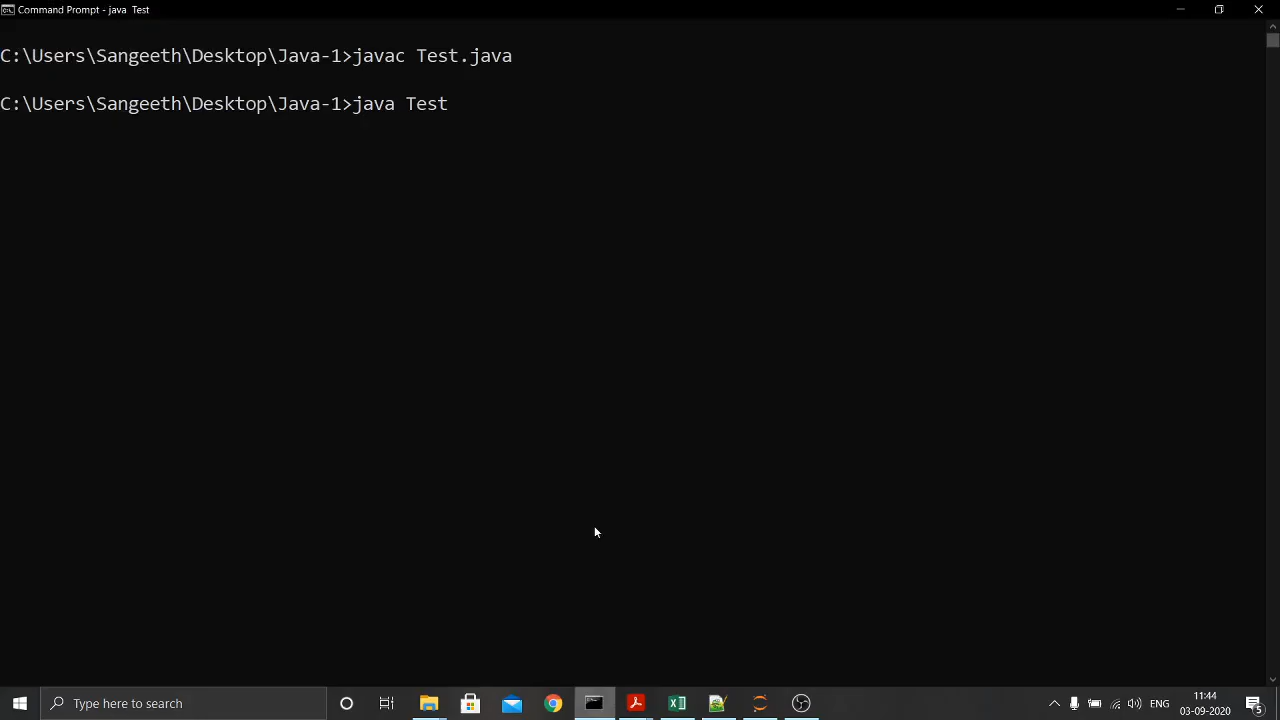 Command Prompt - java  Test
C:\Users\Sangeeth\Desktop\Java-1>javac Test.java
C:\Users\Sangeeth\Desktop\Java-1>java Test
Type here to search
ENG
11:44
03-09-2020
5